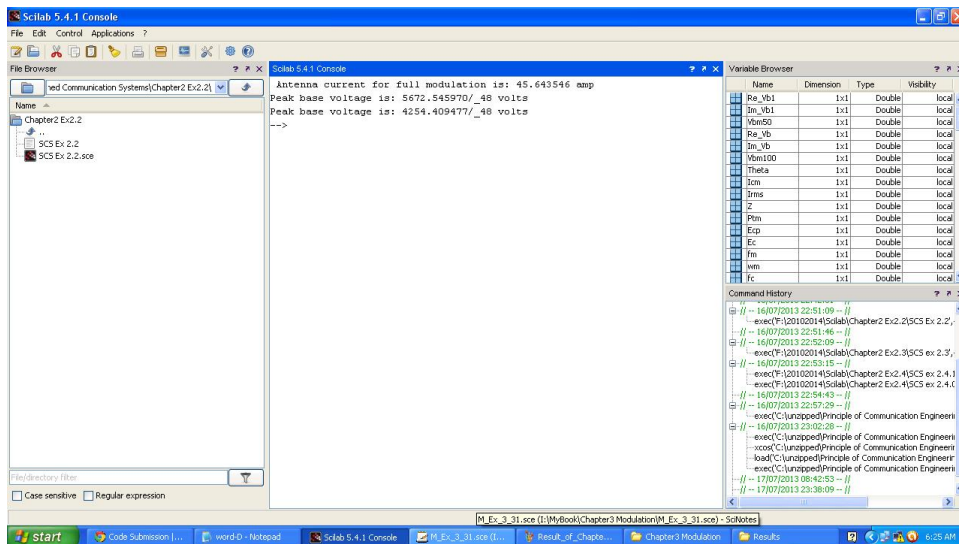 Scilab 5.4.1 Console
File Edit Control Applications ?
File Browser
ned Communication Systems\Chapter2 Ex2.2\
Name
Chapter2 Ex2.2
..
SCS Ex 2.2
SCS Ex 2.2.sce
File/directory filter
Case sensitive Regular expression
Scilab 5.4.1 Console
Antenna current for full modulation is: 45.643546 amp
Peak base voltage is: 5672.545970/_48 volts
Peak base voltage is: 4254.409477/_48 volts
-->
Variable Browser
Name Dimension Type Visibility
Re_Vb1 1x1 Double local
Im_Vb1 1x1 Double local
Vbm50 1x1 Double local
Re_Vb 1x1 Double local
Im_Vb 1x1 Double local
Vbm100 1x1 Double local
Theta 1x1 Double local
Icm 1x1 Double local
Irms 1x1 Double local
Z 1x1 Double local
Ptm 1x1 Double local
Ecp 1x1 Double local
Ec 1x1 Double local
fm 1x1 Double local
wm 1x1 Double local
fc 1x1 Double local
Command History
// -- 16/07/2013 22:51:09 -- //
exec('F:\20102014\Scilab\Chapter2 Ex2.2\SCS Ex 2.2',
// -- 16/07/2013 22:51:46 -- //
// -- 16/07/2013 22:52:09 -- //
exec('F:\20102014\Scilab\Chapter2 Ex2.3\SCS ex 2.3',
// -- 16/07/2013 22:53:15 -- //
exec('F:\20102014\Scilab\Chapter2 Ex2.4\SCS ex 2.4.1
exec('F:\20102014\Scilab\Chapter2 Ex2.4\SCS ex 2.4.(
// -- 16/07/2013 22:54:43 -- //
// -- 16/07/2013 22:57:29 -- //
exec('C:\unzipped\Principle of Communication Engineerin
// -- 16/07/2013 23:02:28 -- //
exec('C:\unzipped\Principle of Communication Engineerin
xcos('C:\unzipped\Principle of Communication Engineerin
load('C:\unzipped\Principle of Communication Engineerin
exec('C:\unzipped\Principle of Communication Engineerin
// -- 17/07/2013 08:42:53 -- //
// -- 17/07/2013 23:38:09 -- //
M_Ex_3_31.sce (I:\MyBook\Chapter3 Modulation\M_Ex_3_31.sce) - SciNotes
start
Code Submission |...
word-D - Notepad
Scilab 5.4.1 Console
M_Ex_3_31.sce (I:...
Result_of_Chapte...
Chapter3 Modulation
Results
6:25 AM